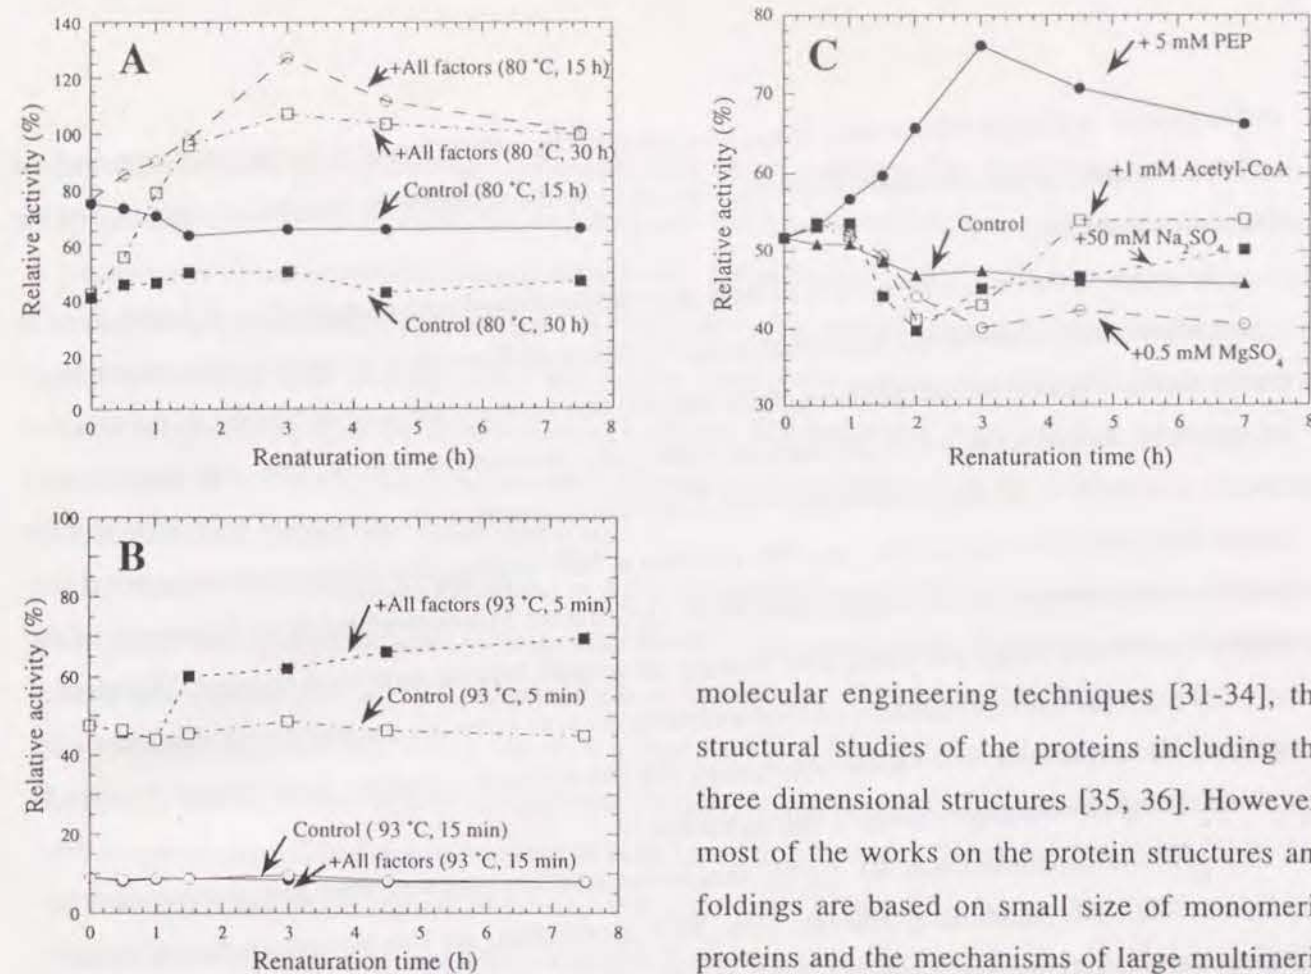 A
Relative activity (%)
140
120
100
80
60
40
20
0
+All factors (80 ˚C, 15 h)
+All factors (80 ˚C, 30 h)
Control (80 ˚C, 15 h)
Control (80 ˚C, 30 h)
0 1 2 3 4 5 6 7 8
Renaturation time (h)
B
Relative activity (%)
100
80
60
40
20
0
+All factors (93 ˚C, 5 min)
Control (93 ˚C, 5 min)
Control ( 93 ˚C, 15 min)
+All factors (93 ˚C, 15 min)
0 1 2 3 4 5 6 7 8
Renaturation time (h)
C
Relative activity (%)
80
70
60
50
40
30
+ 5 mM PEP
+1 mM Acetyl-CoA
Control
+50 mM Na2SO4
+0.5 mM MgSO4
0 1 2 3 4 5 6 7 8
Renaturation time (h)
molecular engineering techniques [31-34], th
structural studies of the proteins including th
three dimensional structures [35, 36]. Howeve
most of the works on the protein structures an
foldings are based on small size of monomeri
proteins and the mechanisms of large multimeri